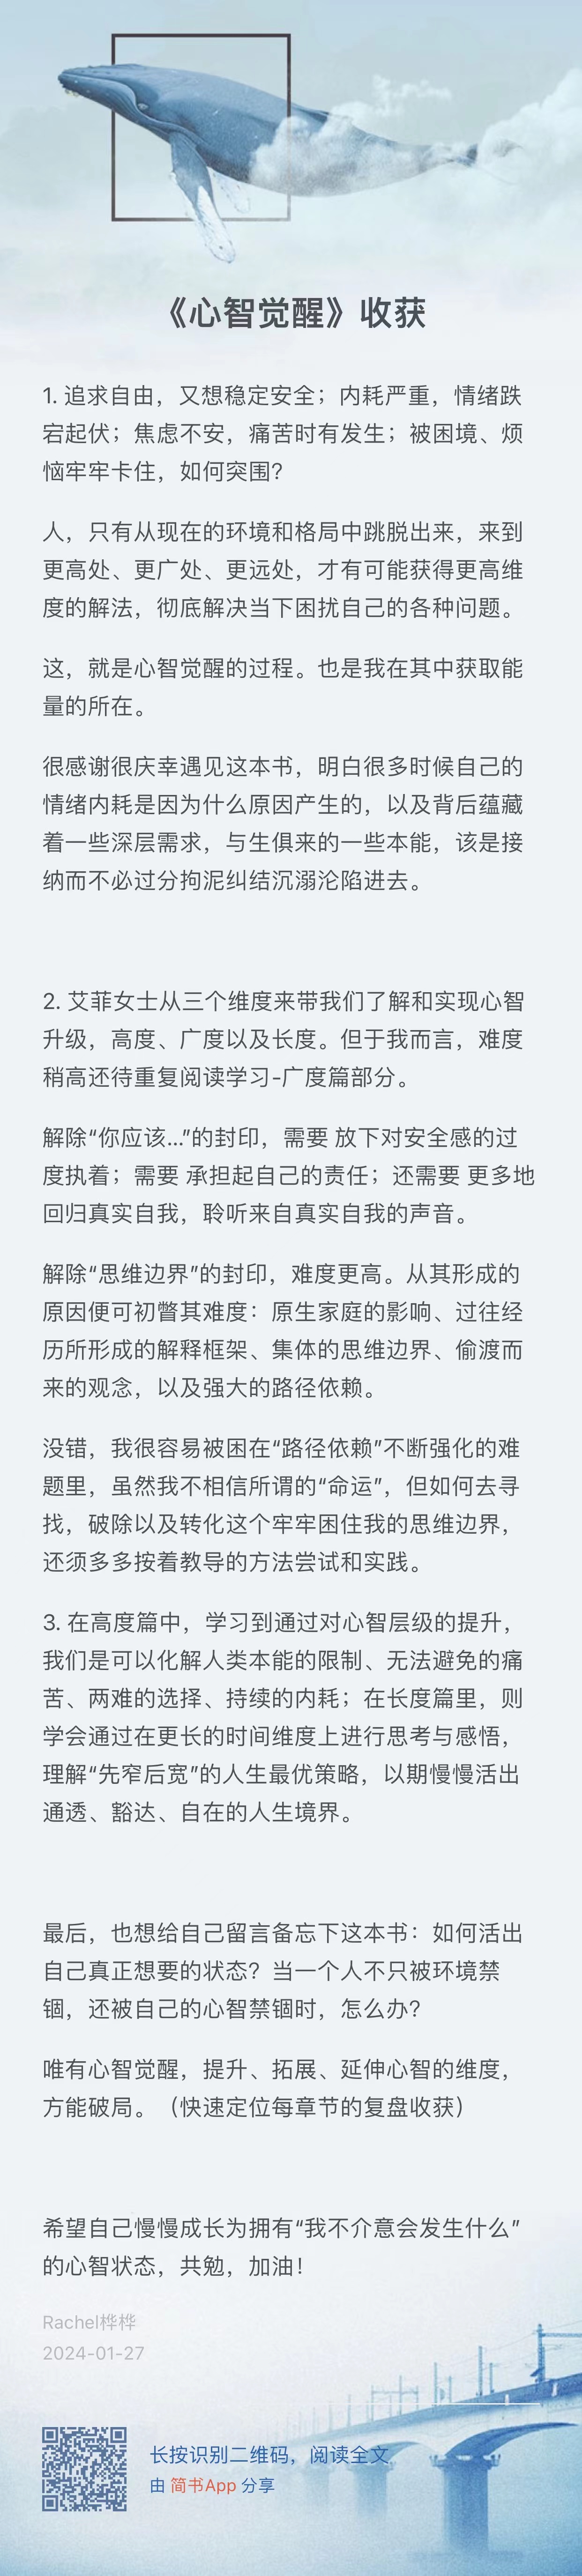 《心智觉醒》收获
1. 追求自由，又想稳定安全；内耗严重，情绪跌
宕起伏；焦虑不安，痛苦时有发生；被困境、烦
恼牢牢卡住，如何突围？
人，只有从现在的环境和格局中跳脱出来，来到
更高处、更广处、更远处，才有可能获得更高维
度的解法，彻底解决当下困扰自己的各种问题。
这，就是心智觉醒的过程。也是我在其中获取能
量的所在。
很感谢很庆幸遇见这本书，明白很多时候自己的
情绪内耗是因为什么原因产生的，以及背后蕴藏
着一些深层需求，与生俱来的一些本能，该是接
纳而不必过分拘泥纠结沉溺沦陷进去。
2. 艾菲女士从三个维度来带我们了解和实现心智
升级，高度、广度以及长度。但于我而言，难度
稍高还待重复阅读学习-广度篇部分。
解除“你应该...”的封印，需要 放下对安全感的过
度执着；需要 承担起自己的责任；还需要 更多地
回归真实自我，聆听来自真实自我的声音。
解除“思维边界”的封印，难度更高。从其形成的
原因便可初瞥其难度：原生家庭的影响、过往经
历所形成的解释框架、集体的思维边界、偷渡而
来的观念，以及强大的路径依赖。
没错，我很容易被困在“路径依赖”不断强化的难
题里，虽然我不相信所谓的“命运”，但如何去寻
找，破除以及转化这个牢牢困住我的思维边界，
还须多多按着教导的方法尝试和实践。
3. 在高度篇中，学习到通过对心智层级的提升，
我们是可以化解人类本能的限制、无法避免的痛
苦、两难的选择、持续的内耗；在长度篇里，则
学会通过在更长的时间维度上进行思考与感悟，
理解“先窄后宽”的人生最优策略，以期慢慢活出
通透、豁达、自在的人生境界。
最后，也想给自己留言备忘下这本书：如何活出
自己真正想要的状态？当一个人不只被环境禁
锢，还被自己的心智禁锢时，怎么办？
唯有心智觉醒，提升、拓展、延伸心智的维度，
方能破局。（快速定位每章节的复盘收获）
希望自己慢慢成长为拥有“我不介意会发生什么”
的心智状态，共勉，加油！
Rachel桦桦
2024-01-27
长按识别二维码，阅读全文
由 简书App 分享